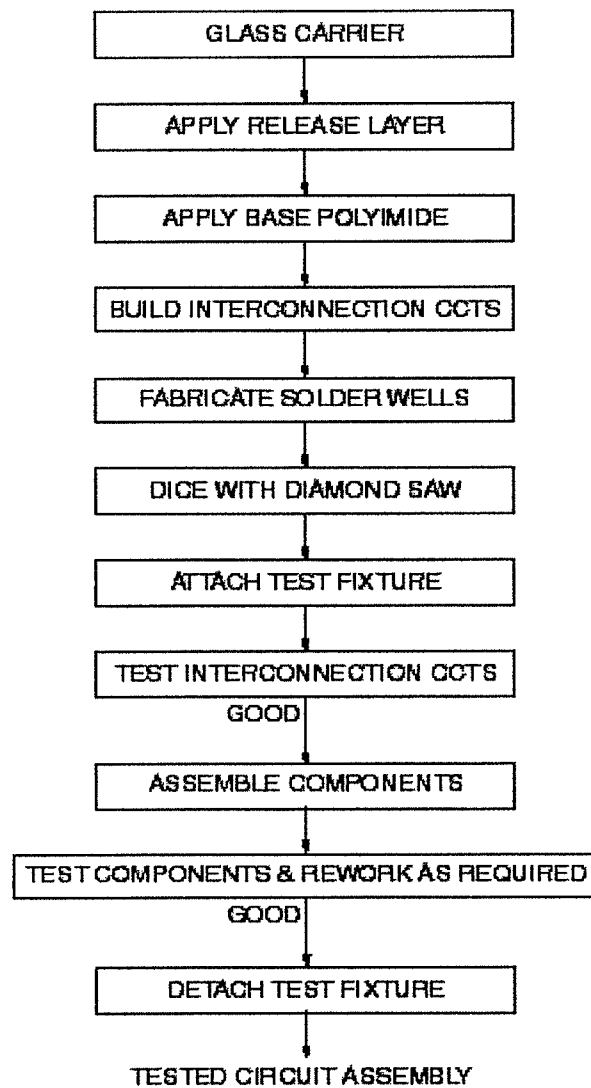 GLASS CARRIER
APPLY RELEASE LAYER
APPLY BASE POLYIMIDE
BUILD INTERCONNECTION CCTS
FABRICATE SOLDER WELLS
DICE WITH DIAMOND SAW
ATTACH TEST FIXTURE
TEST INTERCONNECTION CCTS
GOOD
ASSEMBLE COMPONENTS
TEST COMPONENTS & REWORK AS REQUIRED
GOOD
DETACH TEST FIXTURE
TESTED CIRCUIT ASSEMBLY